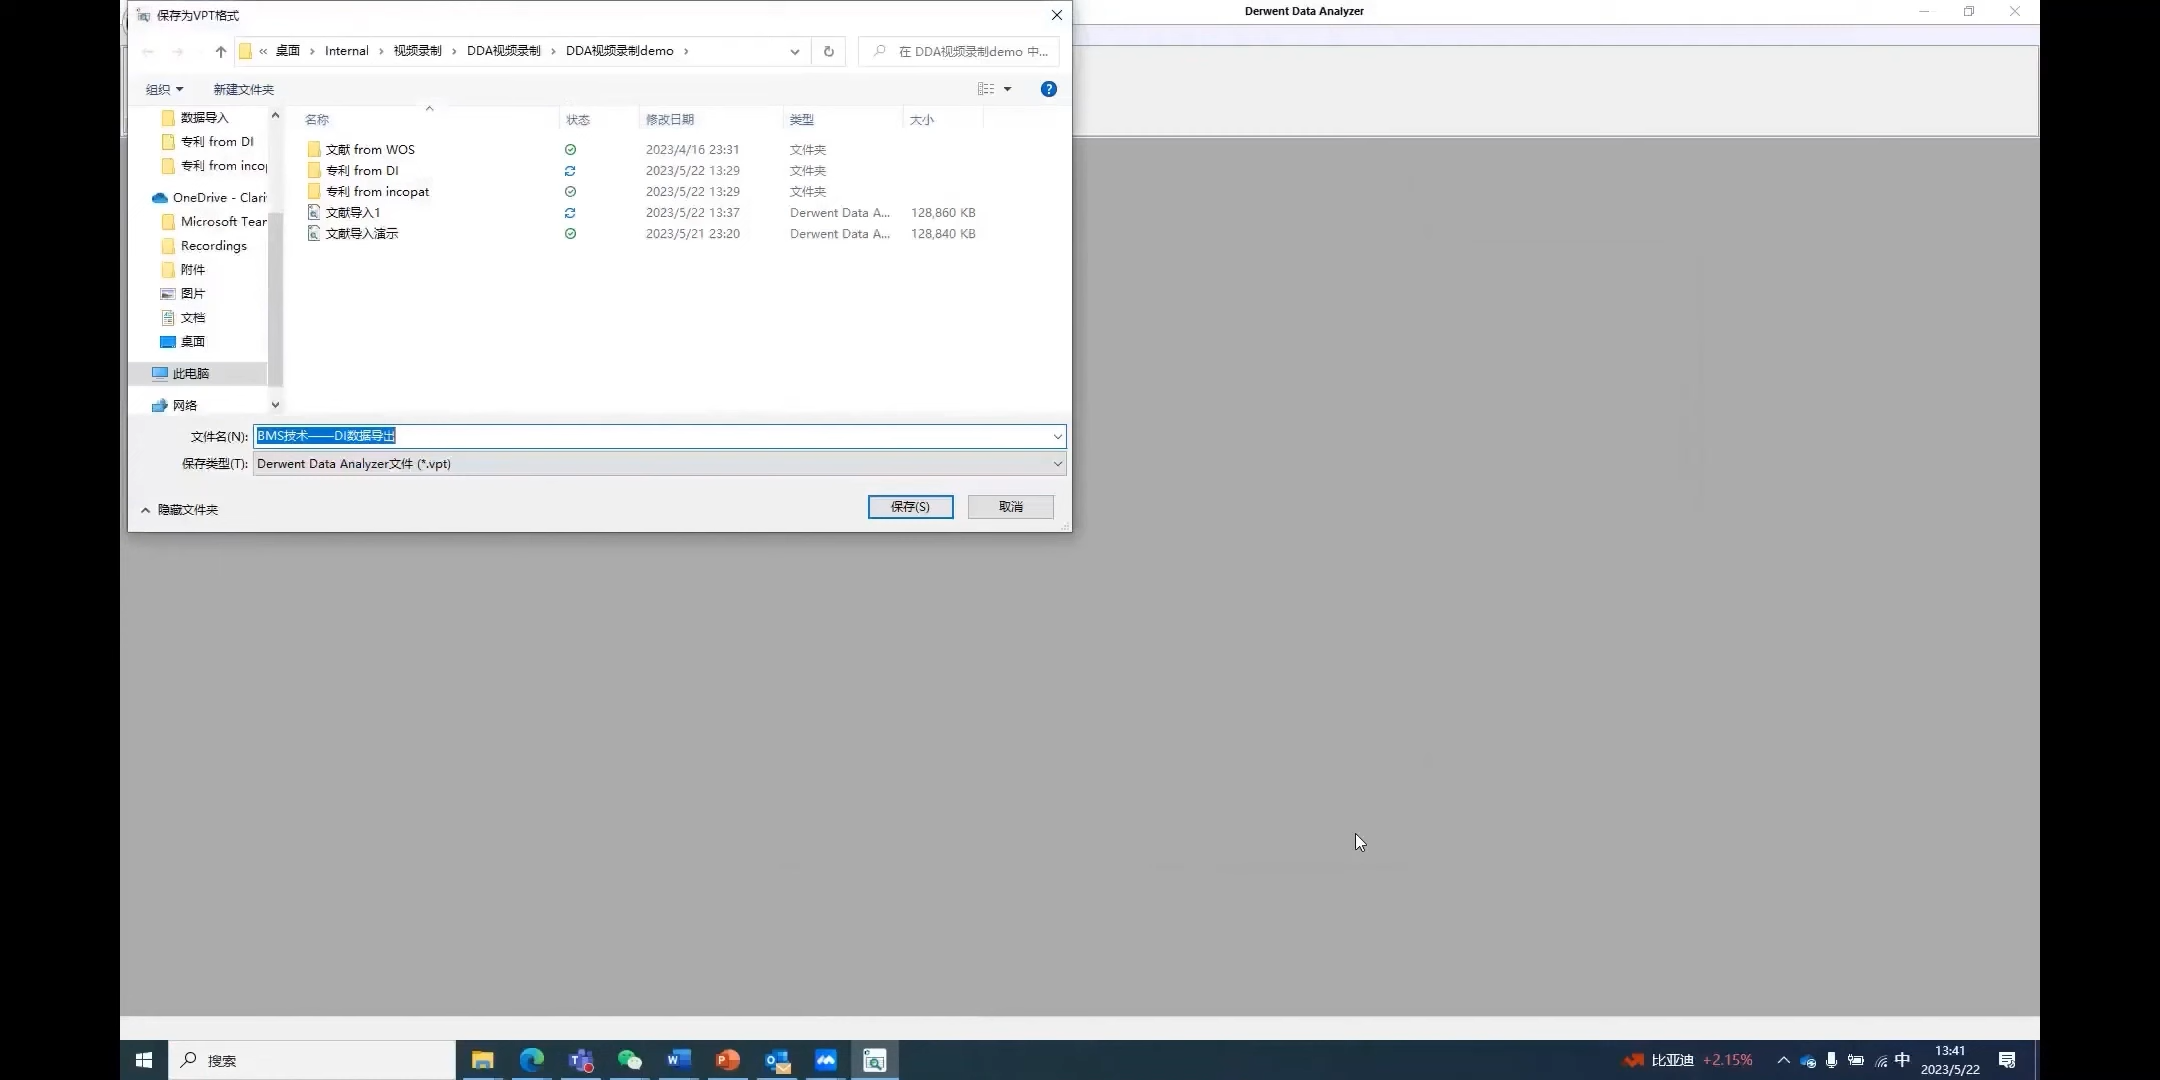 保存为VPT格式
Derwent Data Analyzer
« 桌面 › Internal › 视频录制 › DDA视频录制 › DDA视频录制demo ›
在 DDA视频录制demo 中...
组织
新建文件夹
名称 状态 修改日期 类型 大小
数据导入
专利 from DI
专利 from inco
OneDrive - Clari
Microsoft Tear
Recordings
附件
图片
文档
桌面
此电脑
网络
文献 from WOS 2023/4/16 23:31 文件夹
专利 from DI 2023/5/22 13:29 文件夹
专利 from incopat 2023/5/22 13:29 文件夹
文献导入1 2023/5/22 13:37 Derwent Data A... 128,860 KB
文献导入演示 2023/5/21 23:20 Derwent Data A... 128,840 KB
文件名(N): BMS技术——DI数据导出
保存类型(T): Derwent Data Analyzer文件 (*.vpt)
隐藏文件夹
保存(S)
取消
搜索
比亚迪 +2.15%
中
13:41
2023/5/22